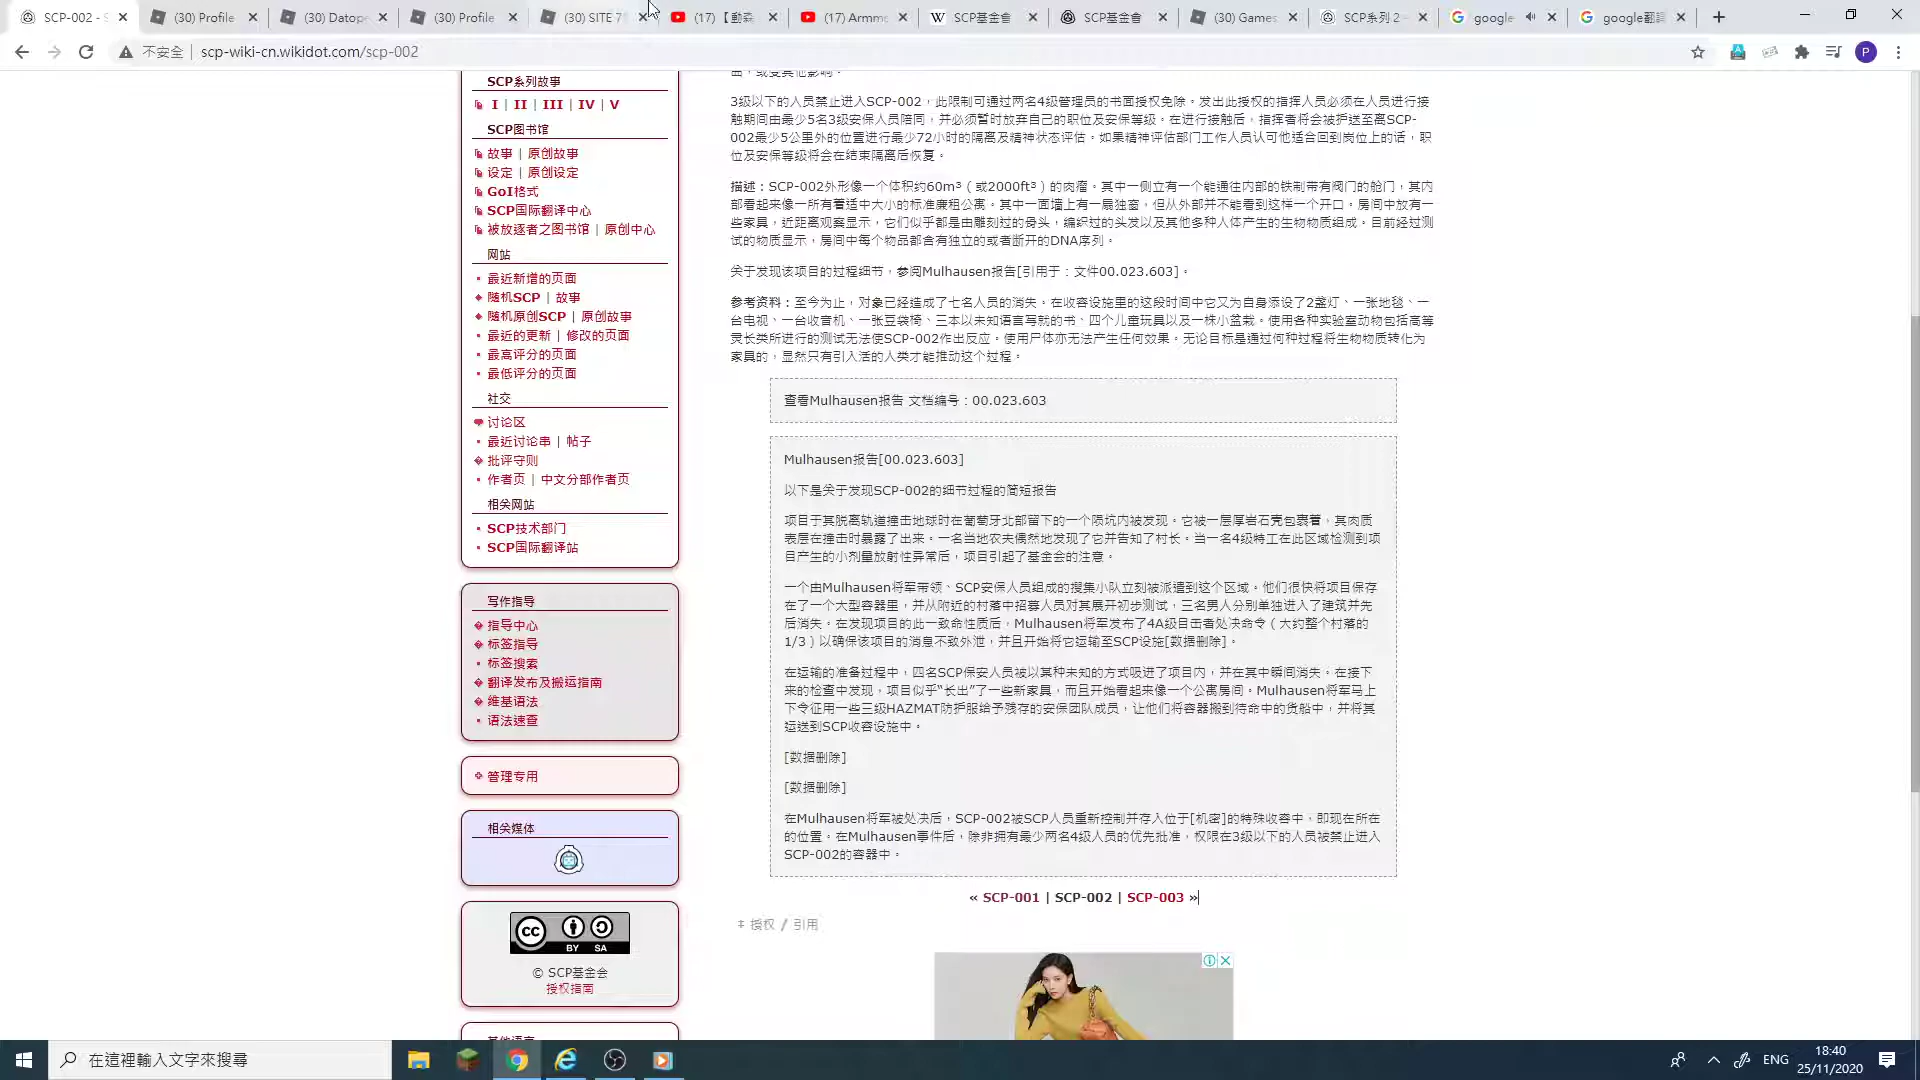 SCP-002 - S
(30) Profile
(30) Datop
(30) Profile
(30) SITE 7
(17)【動森
(17) Armm
SCP基金會
SCP基金會
(30) Games
SCP系列 2 -
google
google翻譯
不安全
scp-wiki-cn.wikidot.com/scp-002
P
SCP系列故事
I | II | III | IV | V
SCP图书馆
故事 | 原创故事
设定 | 原创设定
GoI格式
SCP国际翻译中心
被放逐者之图书馆 | 原创中心
网站
最近新增的页面
随机SCP | 故事
随机原创SCP | 原创故事
最近的更新 | 修改的页面
最高评分的页面
最低评分的页面
社交
讨论区
最近讨论串 | 帖子
批评守则
作者页 | 中文分部作者页
相关网站
SCP技术部门
SCP国际翻译站
写作指导
指导中心
标签指导
标签搜索
翻译发布及搬运指南
维基语法
语法速查
管理专用
相关媒体
cc BY SA
© SCP基金会
授权指南
其他语言
出，或受其他影响。
3级以下的人员禁止进入SCP-002，此限制可通过两名4级管理员的书面授权免除。发出此授权的指挥人员必须在人员进行接
触期间由最少5名3级安保人员陪同，并必须暂时放弃自己的职位及安保等级。在进行接触后，指挥者将会被护送至离SCP-
002最少5公里外的位置进行最少72小时的隔离及精神状态评估。如果精神评估部门工作人员认可他适合回到岗位上的话，职
位及安保等级将会在结束隔离后恢复。
描述：SCP-002外形像一个体积约60m³（或2000ft³）的肉瘤。其中一侧立有一个能通往内部的铁制带有阀门的舱门，其内
部看起来像一所有着适中大小的标准廉租公寓。其中一面墙上有一扇独窗，但从外部并不能看到这样一个开口。房间中放有一
些家具，近距离观察显示，它们似乎都是由雕刻过的骨头，编织过的头发以及其他多种人体产生的生物物质组成。目前经过测
试的物质显示，房间中每个物品都含有独立的或者断开的DNA序列。
关于发现该项目的过程细节，参阅Mulhausen报告[引用于：文件00.023.603]。
参考资料：至今为止，对象已经造成了七名人员的消失。在收容设施里的这段时间中它又为自身添设了2盏灯、一张地毯、一
台电视、一台收音机、一张豆袋椅、三本以未知语言写就的书、四个儿童玩具以及一株小盆栽。使用各种实验室动物包括高等
灵长类所进行的测试无法使SCP-002作出反应。使用尸体亦无法产生任何效果。无论目标是通过何种过程将生物物质转化为
家具的，显然只有引入活的人类才能推动这个过程。
查看Mulhausen报告 文档编号：00.023.603
Mulhausen报告[00.023.603]
以下是关于发现SCP-002的细节过程的简短报告
项目于其脱离轨道撞击地球时在葡萄牙北部留下的一个陨坑内被发现。它被一层厚岩石壳包裹着，其肉质
表层在撞击时暴露了出来。一名当地农夫偶然地发现了它并告知了村长。当一名4级特工在此区域检测到项
目产生的小剂量放射性异常后，项目引起了基金会的注意。
一个由Mulhausen将军带领、SCP安保人员组成的搜集小队立刻被派遣到这个区域。他们很快将项目保存
在了一个大型容器里，并从附近的村落中招募人员对其展开初步测试，三名男人分别单独进入了建筑并先
后消失。在发现项目的此一致命性质后，Mulhausen将军发布了4A级目击者处决命令（大约整个村落的
1/3）以确保该项目的消息不致外泄，并且开始将它运输至SCP设施[数据删除]。
在运输的准备过程中，四名SCP保安人员被以某种未知的方式吸进了项目内，并在其中瞬间消失。在接下
来的检查中发现，项目似乎“长出”了一些新家具，而且开始看起来像一个公寓房间。Mulhausen将军马上
下令征用一些三级HAZMAT防护服给予残存的安保团队成员，让他们将容器搬到待命中的货船中，并将其
运送到SCP收容设施中。
[数据删除]
[数据删除]
在Mulhausen将军被处决后，SCP-002被SCP人员重新控制并存入位于[机密]的特殊收容中，即现在所在
的位置。在Mulhausen事件后，除非拥有最少两名4级人员的优先批准，权限在3级以下的人员被禁止进入
SCP-002的容器中。
« SCP-001 | SCP-002 | SCP-003 »
‡ 授权 / 引用
在這裡輸入文字來搜尋
ENG
18:40
25/11/2020